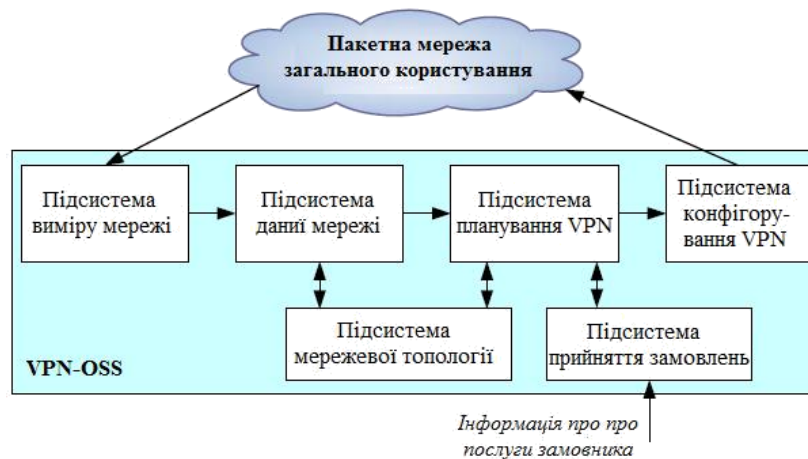 Пакетна мережа
загального користування
Підсистема
виміру мережі
Підсистема
даниї мережі
Підсистема
планування VPN
Підсистема
конфігору-
вання VPN
Підсистема
мережевої топології
Підсистема
прийняття замовлень
VPN-OSS
Інформація про про
послуги замовника